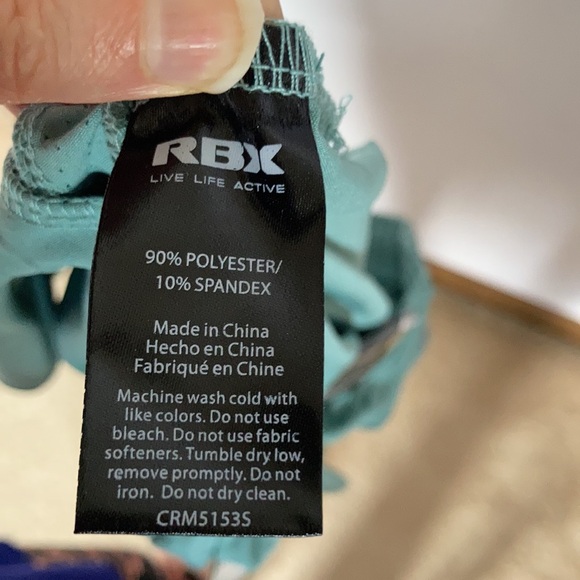 RBX
LIVE LIFE ACTIVE
90% POLYESTER/
10% SPANDEX
Made in China
Hecho en China
Fabriqué en Chine
Machine wash cold with
like colors. Do not use
bleach. Do not use fabric
softeners. Tumble dry low,
remove promptly. Do not
iron. Do not dry clean.
CRM5153S